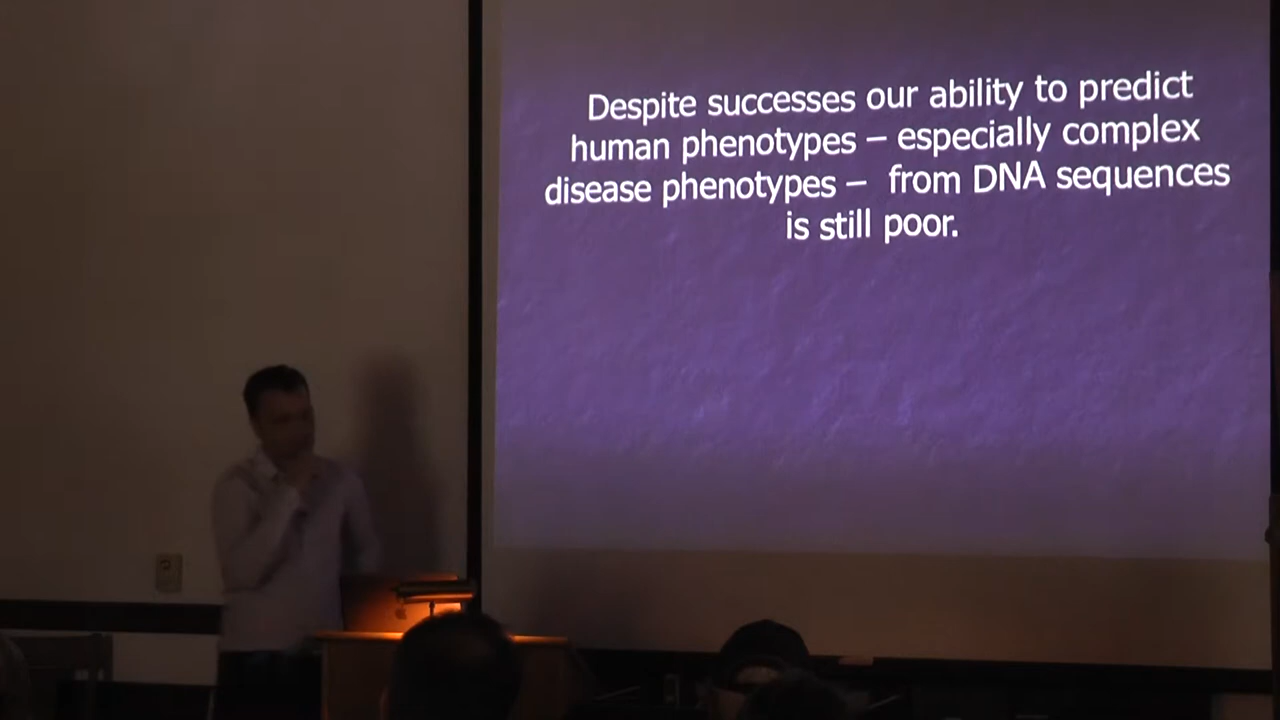 Despite successes our ability to predict
human phenotypes – especially complex
disease phenotypes –  from DNA sequences
is still poor.